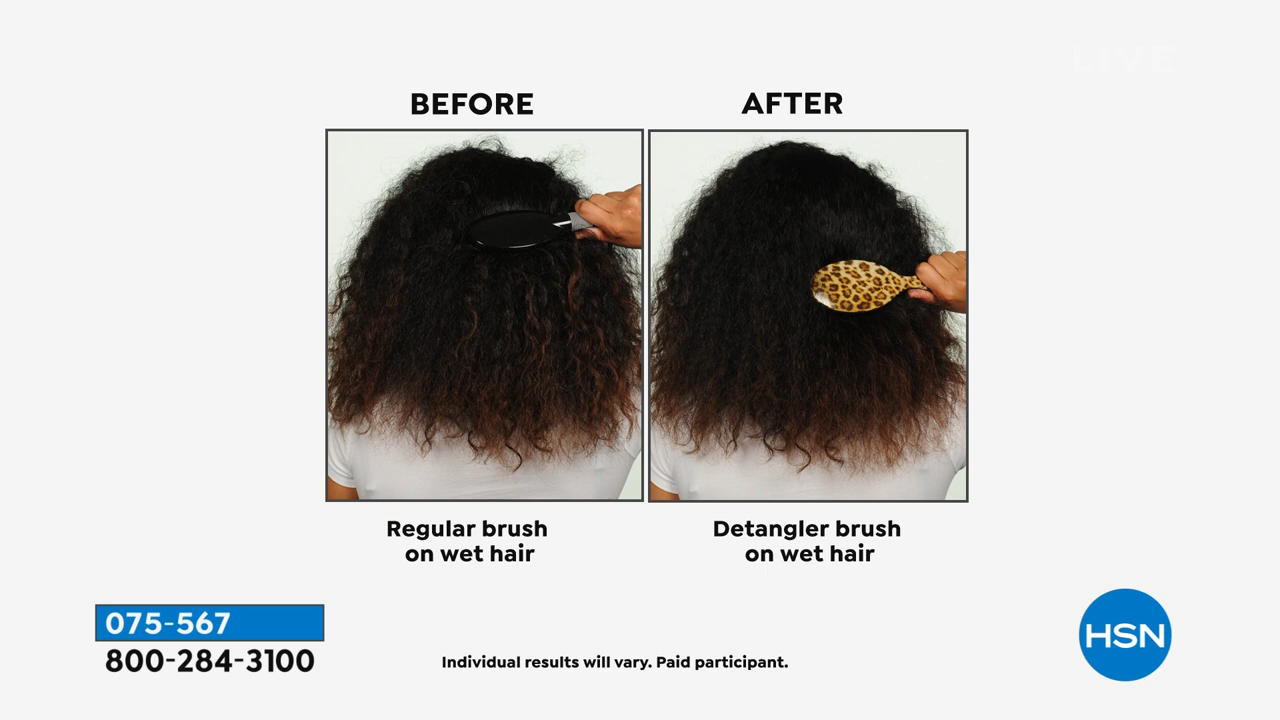 LIVE
BEFORE
AFTER
Regular brush
on wet hair
Detangler brush
on wet hair
075-567
800-284-3100
Individual results will vary. Paid participant.
HSN